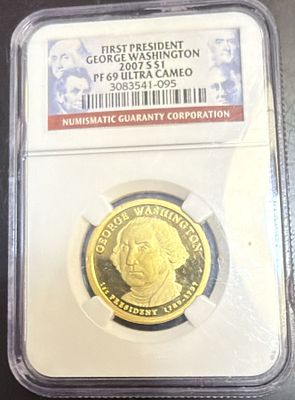 FIRST PRESIDENT
GEORGE WASHINGTON
2007 S $1
PF 69 ULTRA CAMEO
3083541-095
NUMISMATIC GUARANTY CORPORATION
GEORGE WASHINGTON
1st PRESIDENT 1789-1797